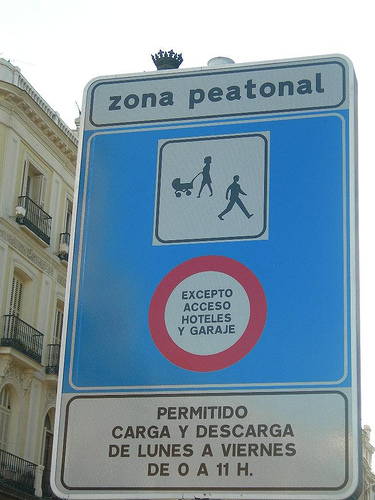 zona peatonal
EXCEPTO
ACCESO
HOTELES
Y GARAJE
PERMITIDO
CARGA Y DESCARGA
DE LUNES A VIERNES
DE 0 A 11 H.